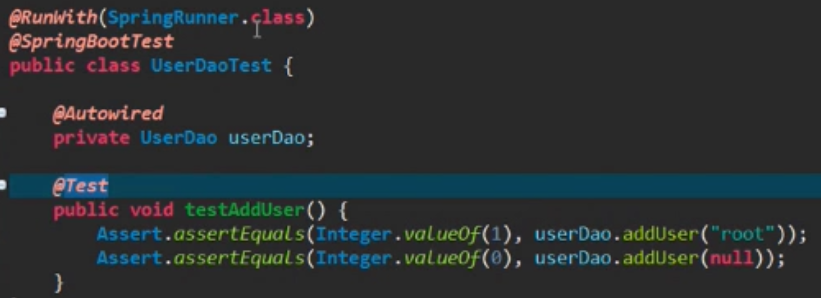 @RunWith(SpringRunner.class)
@SpringBootTest
public class UserDaoTest {
@Autowired
private UserDao userDao;
@Test
public void testAddUser() {
Assert.assertEquals(Integer.valueOf(1), userDao.addUser("root"));
Assert.assertEquals(Integer.valueOf(0), userDao.addUser(null));
}